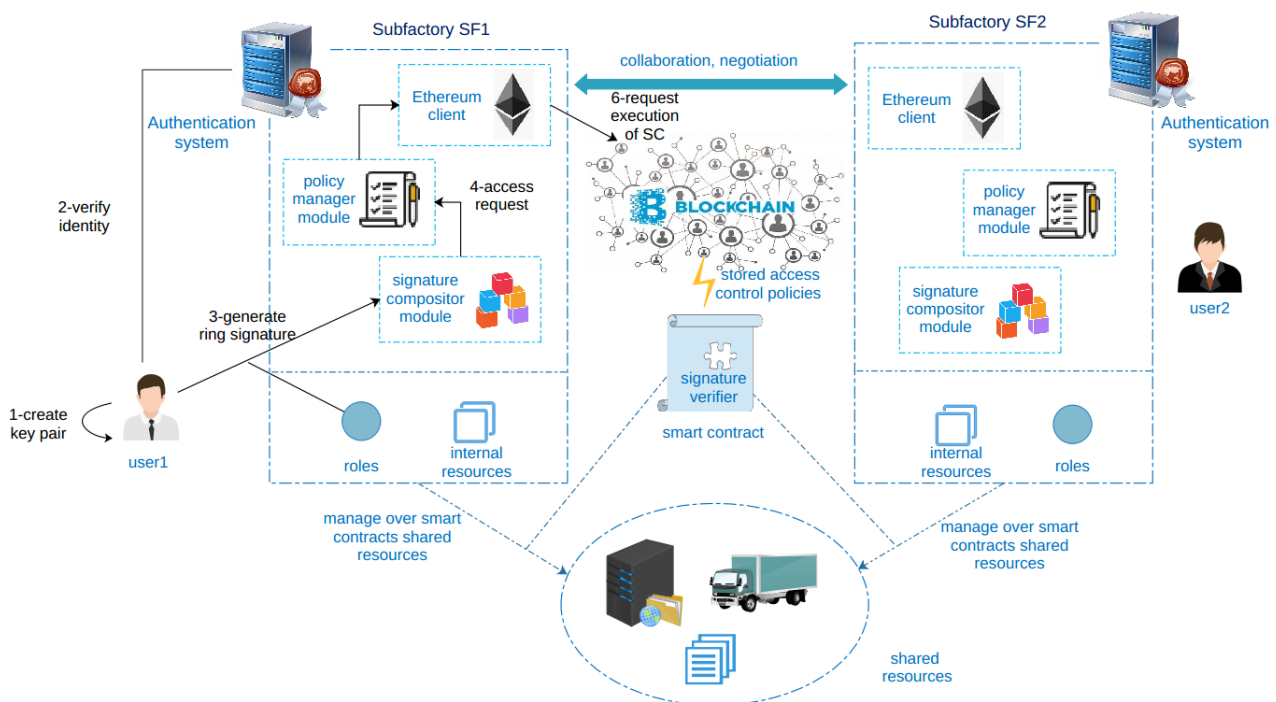 Subfactory SF1
Subfactory SF2
collaboration, negotiation
Ethereum
client
6-request
execution
of SC
Ethereum
client
Authentication
system
Authentication
system
policy
manager
module
4-access
request
BLOCKCHAIN
policy
manager
module
2-verify
identity
signature
compositor
module
stored access
control policies
signature
compositor
module
user2
3-generate
ring signature
signature
verifier
1-create
key pair
user1
roles
internal
resources
smart contract
internal
resources
roles
manage over smart
contracts shared
resources
manage over smart
contracts shared
resources
shared
resources